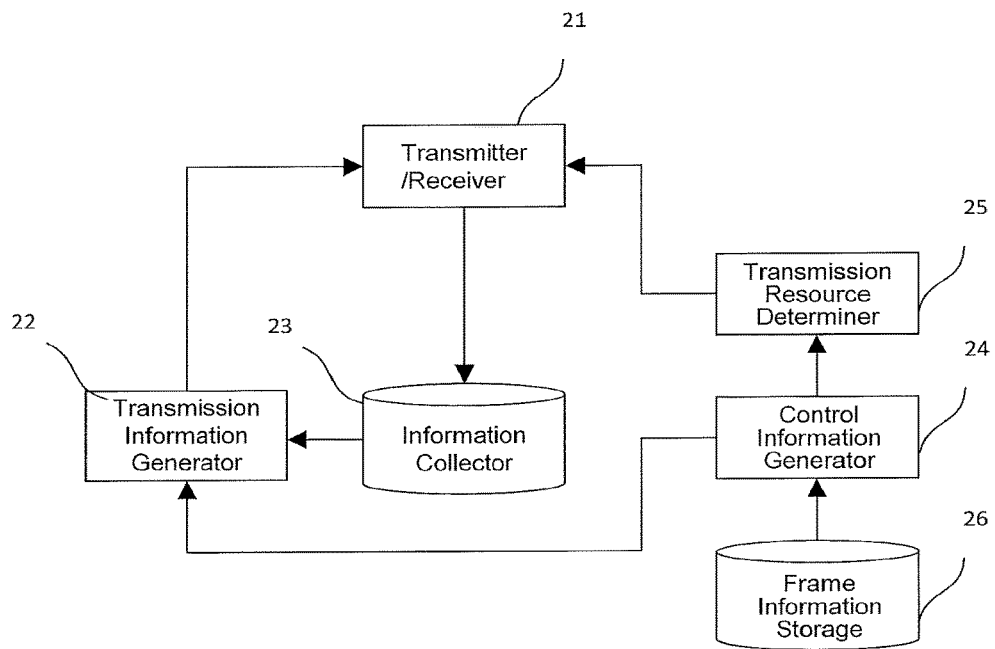 21
Transmitter
/Receiver
25
Transmission
Resource
Determiner
22
23
24
Transmission
Information
Generator
Information
Collector
Control
Information
Generator
26
Frame
Information
Storage